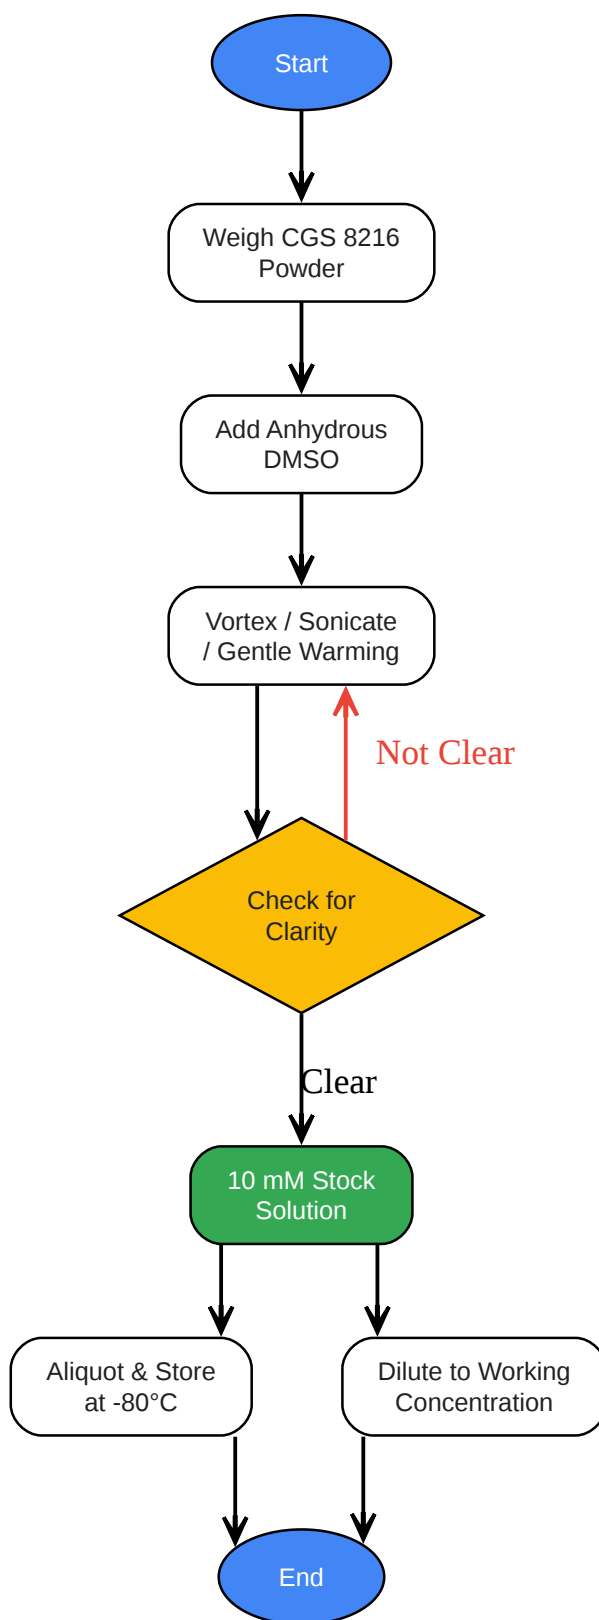 Start
Weigh CGS 8216
Powder
Add Anhydrous
DMSO
Vortex / Sonicate
/ Gentle Warming
Not Clear
Check for
Clarity
Clear
10 mM Stock
Solution
Aliquot & Store
at -80°C
Dilute to Working
Concentration
End